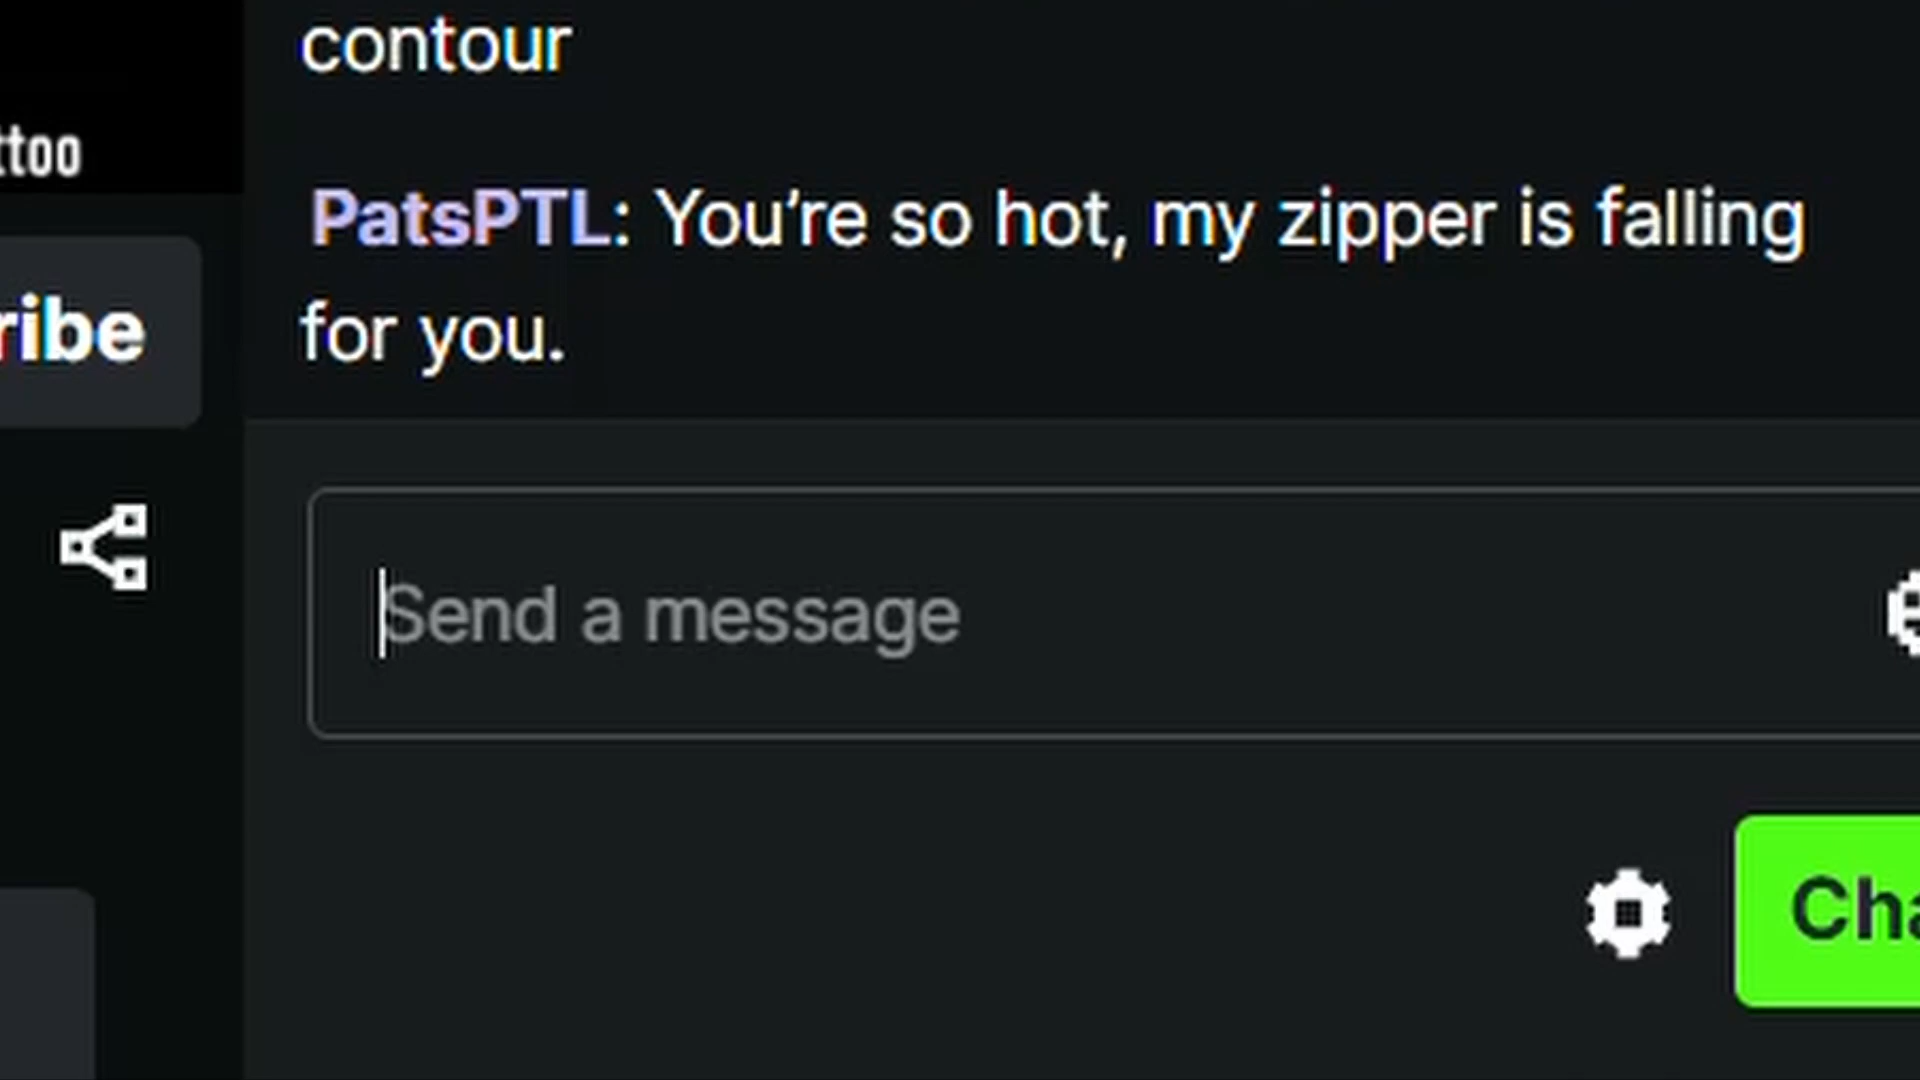 contour
ttoo
PatsPTL: You're so hot, my zipper is falling
for you.
ribe
Send a message
Cha